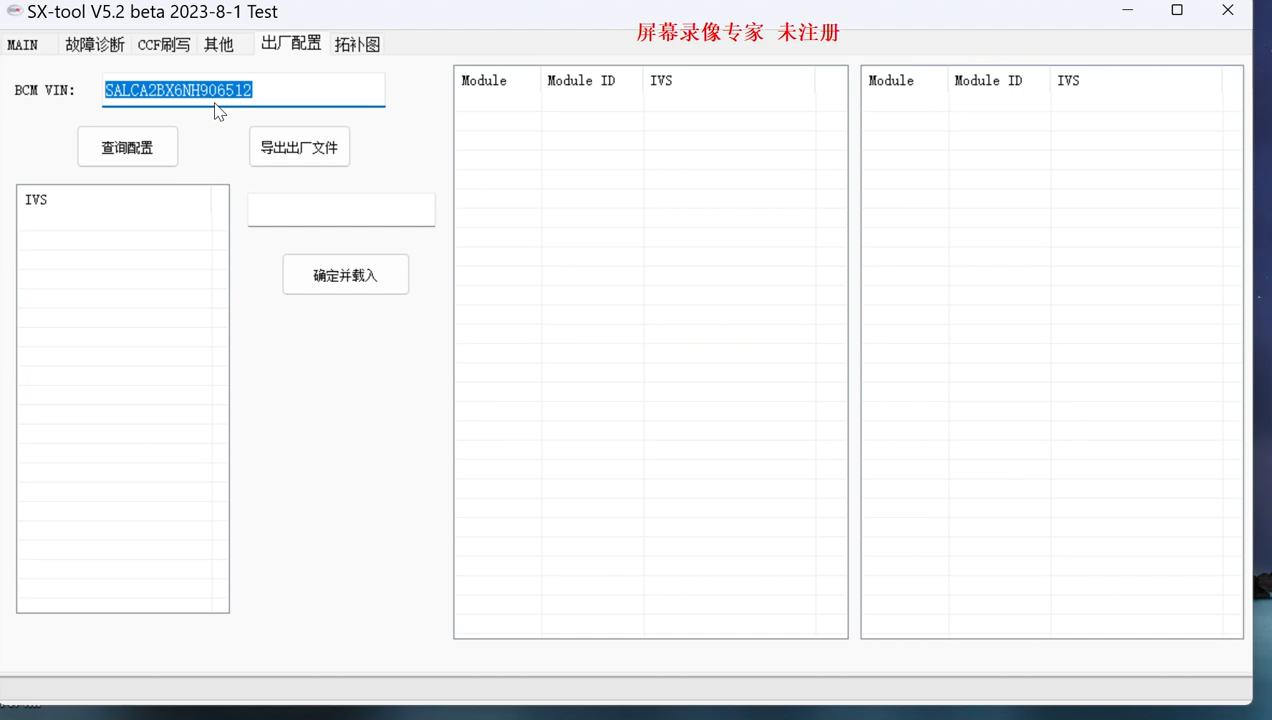 SX-tool V5.2 beta 2023-8-1 Test
屏幕录像专家 未注册
MAIN 故障诊断 CCF刷写 其他 出厂配置 拓补图
BCM VIN: SALCA2BX6NH906512
查询配置 导出出厂文件
IVS
确定并载入
Module Module ID IVS
Module Module ID IVS